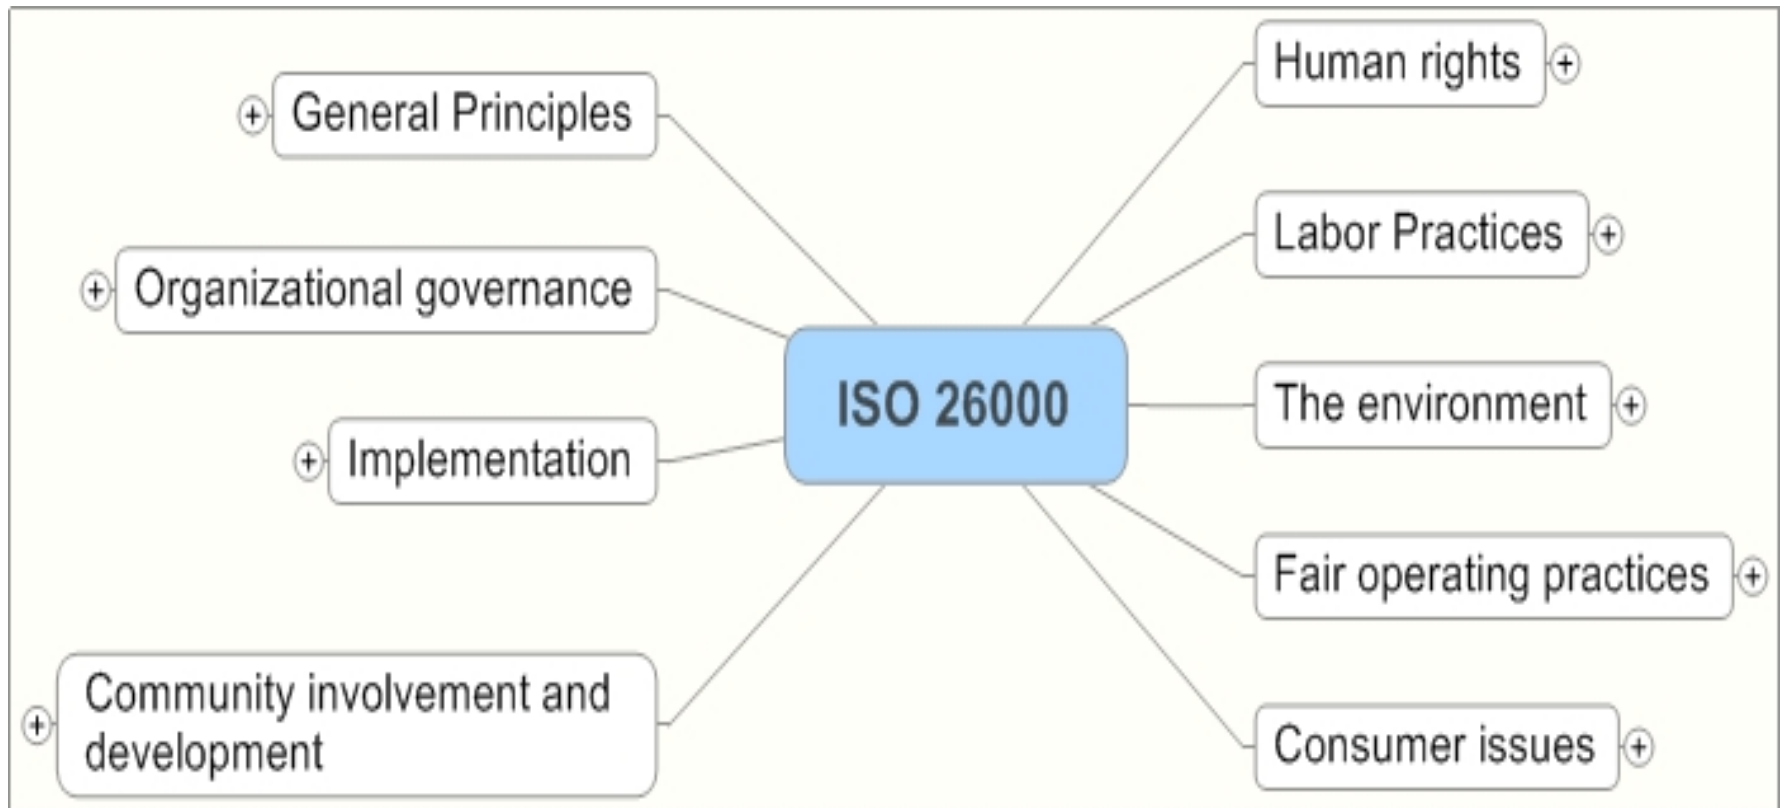 General Principles
Organizational governance
Implementation
Community involvement and
development
ISO 26000
Human rights
Labor Practices
The environment
Fair operating practices
Consumer issues